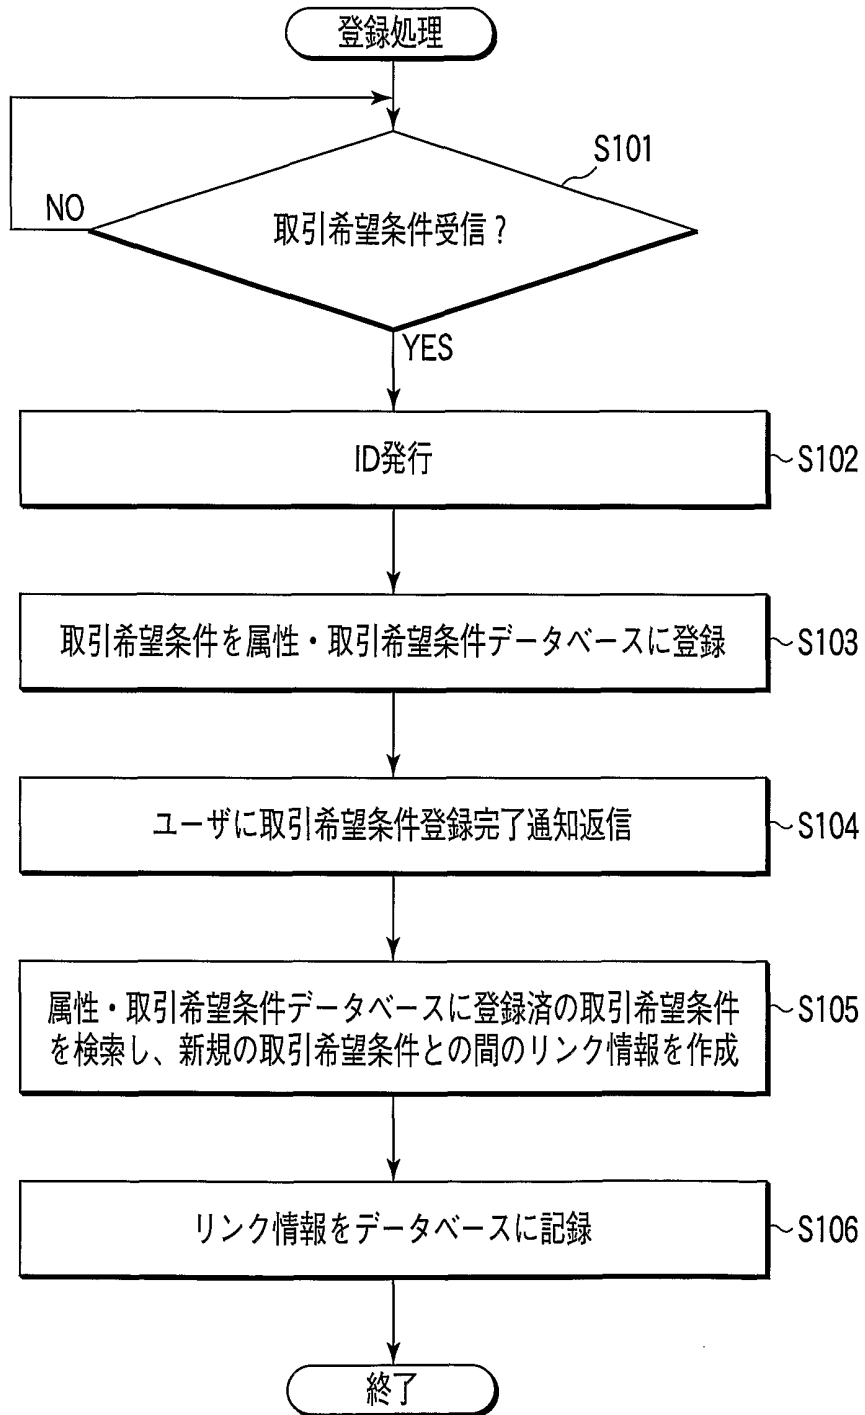 登録処理
S101
NO
取引希望条件受信?
YES
ID発行
S102
取引希望条件を属性・取引希望条件データベースに登録
S103
ユーザに取引希望条件登録完了通知返信
S104
属性・取引希望条件データベースに登録済の取引希望条件
を検索し、新規の取引希望条件との間のリンク情報を作成
S105
リンク情報をデータベースに記録
S106
終了